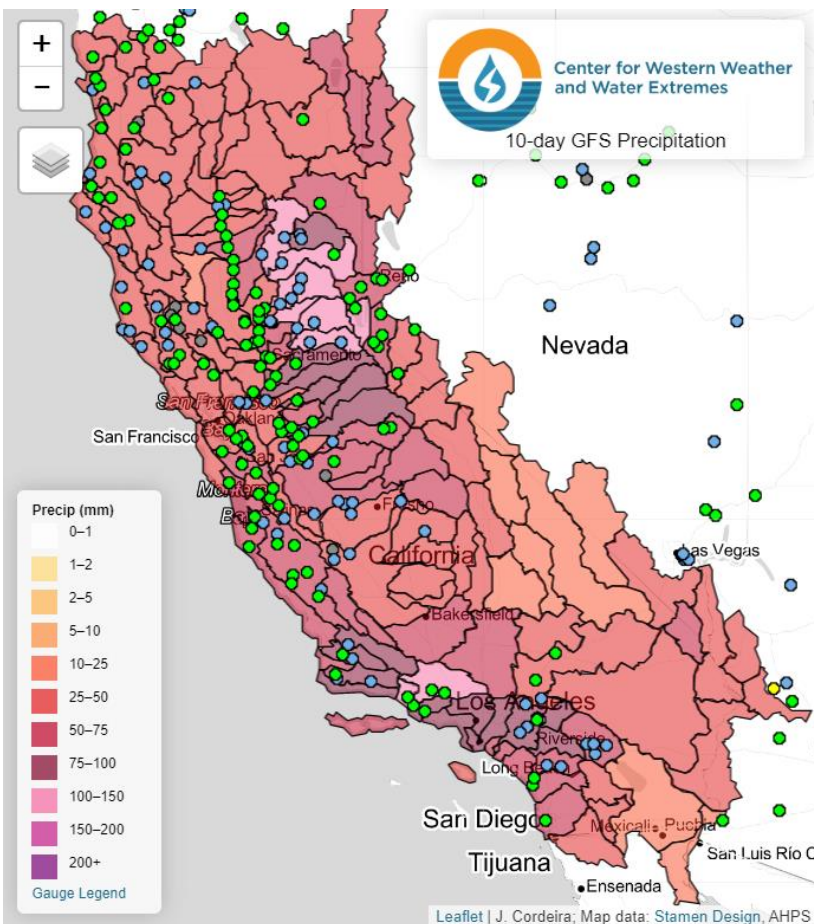 +
−
Center for Western Weather
and Water Extremes
10-day GFS Precipitation
Reno
Nevada
Sacramento
San Francisco
Oakland
San Francisco
Fresno
Las Vegas
California
Bakersfield
Los Angeles
Riverside
Long
San Diego
Mexicali
Tijuana
San Luis Río C
Ensenada
Precip (mm)
0–1
1–2
2–5
5–10
10–25
25–50
50–75
75–100
100–150
150–200
200+
Gauge Legend
Leaflet | J. Cordeira; Map data: Stamen Design, AHPS